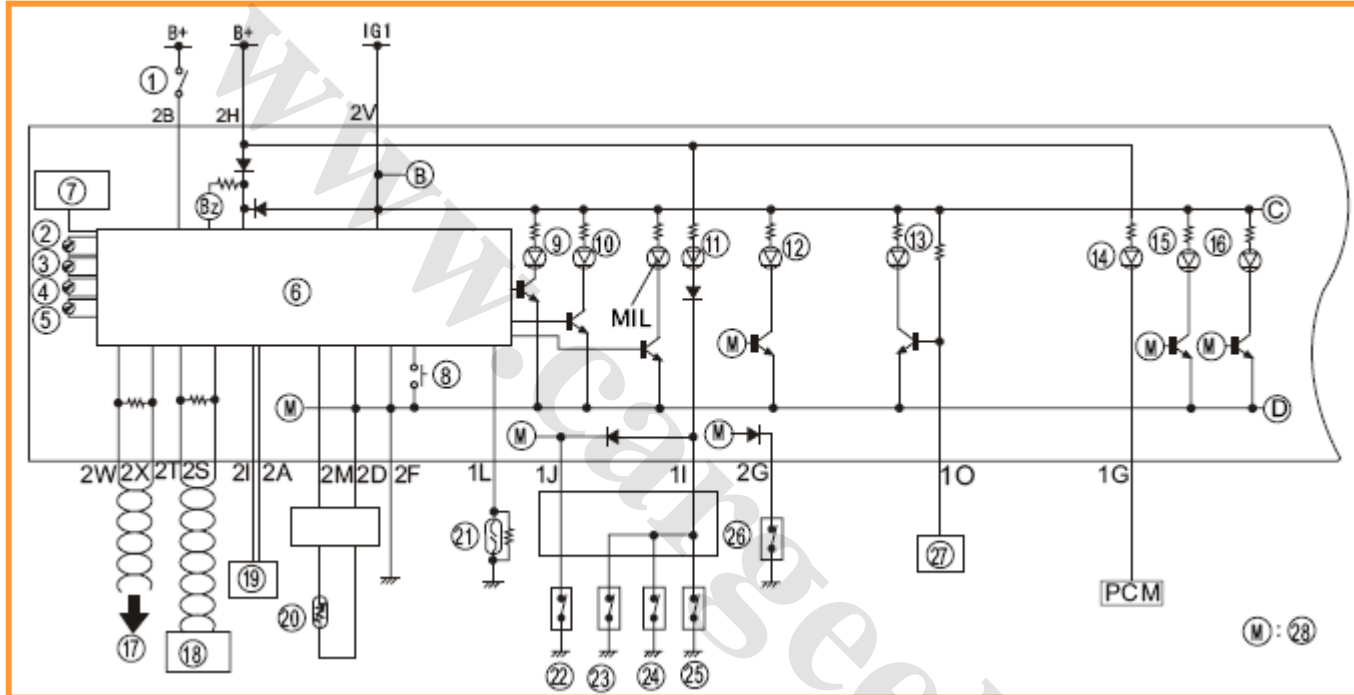 B+ B+ IG1
①
2B 2H 2V
B
⑦
Bz
C
②
③
④
⑤
⑥
⑨ ⑩ ⑪ ⑫ ⑬ ⑭ ⑮ ⑯
MIL
M M M
⑧
M D
M M
2W 2X 2T 2S 2I 2A 2M 2D 2F 1L 1J 1I 2G 1O 1G
㉑ ㉖
⑲ ㉗
⑳ PCM
⑰ ⑱ ㉒ ㉓ ㉔ ㉕
M : ㉘